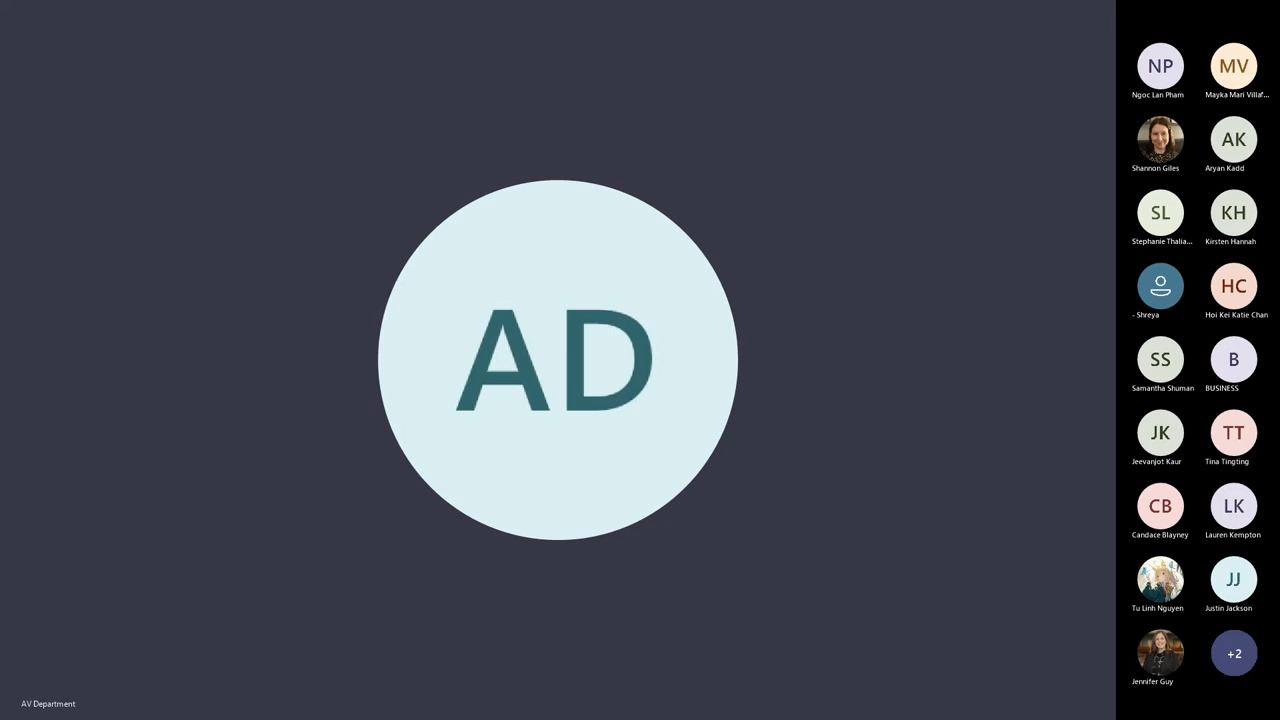 NP
MV
Ngoc Lan Pham
Mayka Mari Villaf...
AK
Shannon Giles
Aryan Kadd
SL
KH
Stephanie Thalia...
Kirsten Hannah
HC
- Shreya
Hoi Kei Katie Chan
SS
B
Samantha Shuman
BUSINESS
AD
JK
TT
Jeevanjot Kaur
Tina Tingting
CB
LK
Candace Blayney
Lauren Kempton
JJ
Tu Linh Nguyen
Justin Jackson
+2
Jennifer Guy
AV Department